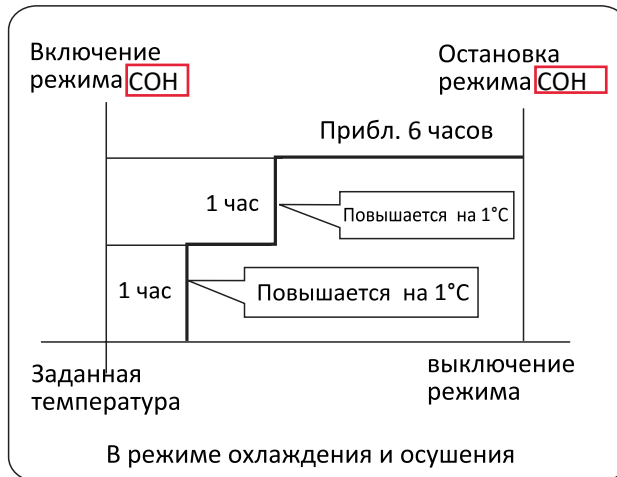 Включение
режима СОН
Остановка
режима СОН
Прибл. 6 часов
1 час
Повышается на 1°C
1 час
Повышается на 1°C
Заданная
температура
выключение
режима
В режиме охлаждения и осушения